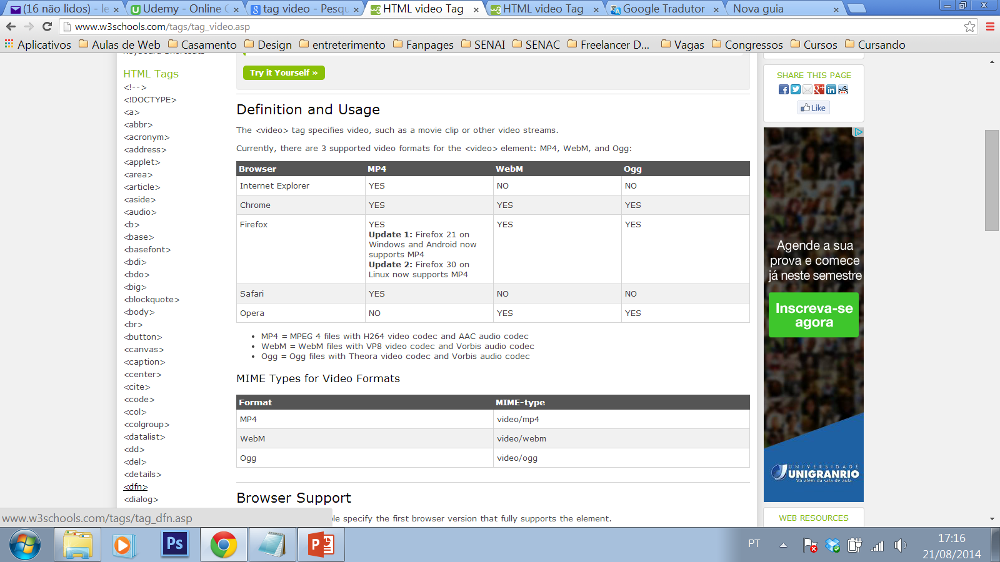 (16 não lidos) - le
Udemy - Online C
tag video - Pesqu
HTML video Tag
HTML video Tag
Google Tradutor
Nova guia
www.w3schools.com/tags/tag_video.asp
Aplicativos
Aulas de Web
Casamento
Design
entreterimento
Fanpages
SENAI
SENAC
Freelancer D...
Vagas
Congressos
Cursos
Cursando
Keyboard Shortcuts
HTML Tags
<!-->
<!DOCTYPE>
<a>
<abbr>
<acronym>
<address>
<applet>
<area>
<article>
<aside>
<audio>
<b>
<base>
<basefont>
<bdi>
<bdo>
<big>
<blockquote>
<body>
<br>
<button>
<canvas>
<caption>
<center>
<cite>
<code>
<col>
<colgroup>
<datalist>
<dd>
<del>
<details>
<dfn>
<dialog>
Try it Yourself »
Definition and Usage
The <video> tag specifies video, such as a movie clip or other video streams.
Currently, there are 3 supported video formats for the <video> element: MP4, WebM, and Ogg:
Browser MP4 WebM Ogg
Internet Explorer YES NO NO
Chrome YES YES YES
Firefox YES YES YES
Update 1: Firefox 21 on
Windows and Android now
supports MP4
Update 2: Firefox 30 on
Linux now supports MP4
Safari YES NO NO
Opera NO YES YES
• MP4 = MPEG 4 files with H264 video codec and AAC audio codec
• WebM = WebM files with VP8 video codec and Vorbis audio codec
• Ogg = Ogg files with Theora video codec and Vorbis audio codec
MIME Types for Video Formats
Format MIME-type
MP4 video/mp4
WebM video/webm
Ogg video/ogg
Browser Support
ole specify the first browser version that fully supports the element.
SHARE THIS PAGE
Like
Agende a sua
prova e comece
já neste semestre
Inscreva-se
agora
UNIVERSIDADE
UNIGRANRIO
Vá além da sala de aula
WEB RESOURCES
www.w3schools.com/tags/tag_dfn.asp
Ps
PT
17:16
21/08/2014